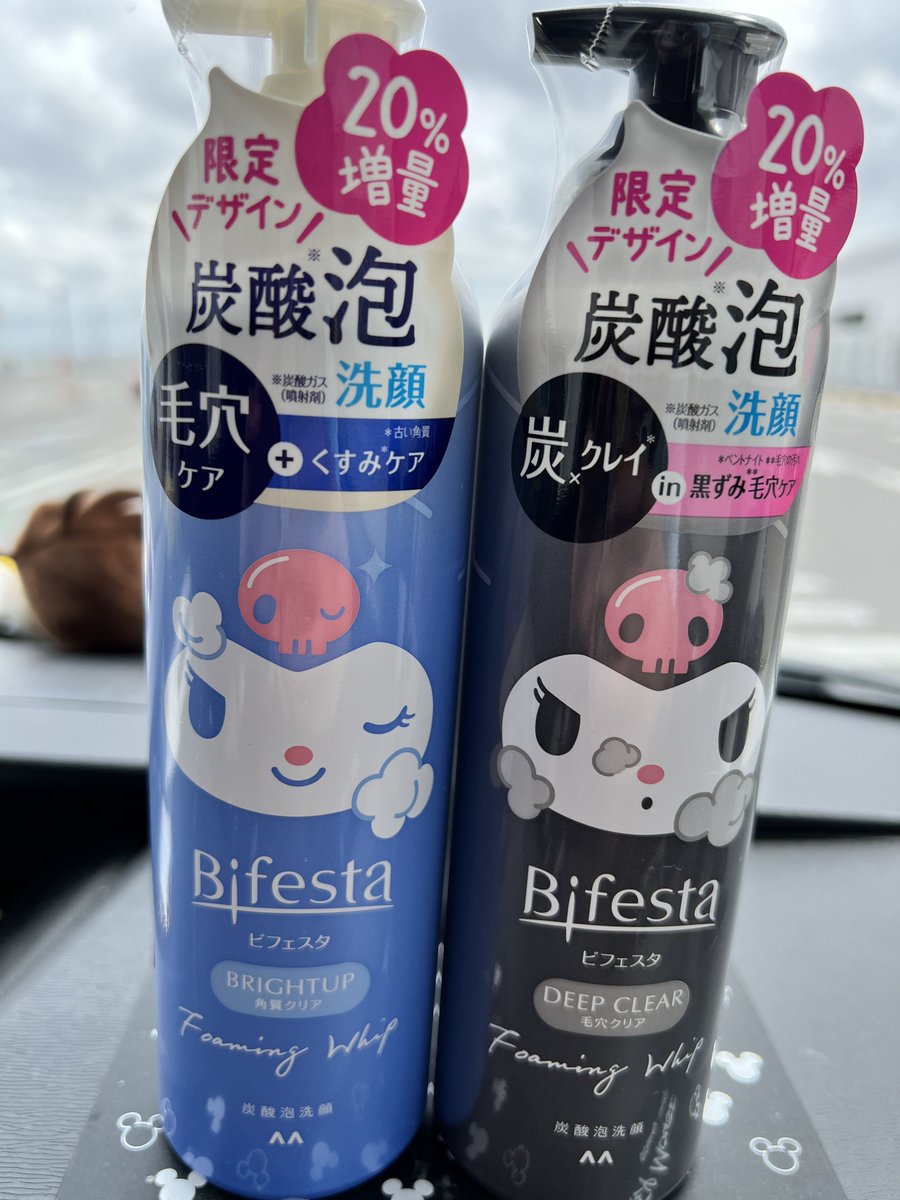 20%
増量
限定
デザイン
炭酸※泡
※炭酸ガス
(噴射剤)
洗顔
毛穴
ケア
*古い角質
+くすみ*ケア
Bifesta
ビフェスタ
BRIGHTUP
角質クリア
Foaming Whip
炭酸泡洗顔
20%
増量
限定
デザイン
炭酸※泡
※炭酸ガス
(噴射剤)
洗顔
炭×クレイ*
*ベントナイト **毛穴の汚れ
in 黒ずみ**毛穴ケア
Bifesta
ビフェスタ
DEEP CLEAR
毛穴クリア
Foaming Whip
炭酸泡洗顔